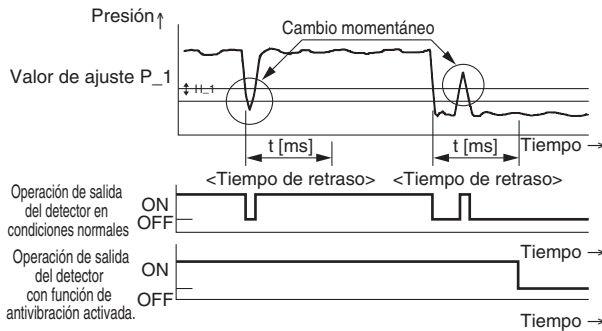 Presión↑
Cambio momentáneo
Valor de ajuste P_1
H_1
t [ms]
t [ms]
Tiempo →
<Tiempo de retraso>
<Tiempo de retraso>
Operación de salida
del detector en
condiciones normales
ON
OFF
Tiempo →
Operación de salida
del detector
con función de
antivibración activada.
ON
OFF
Tiempo →